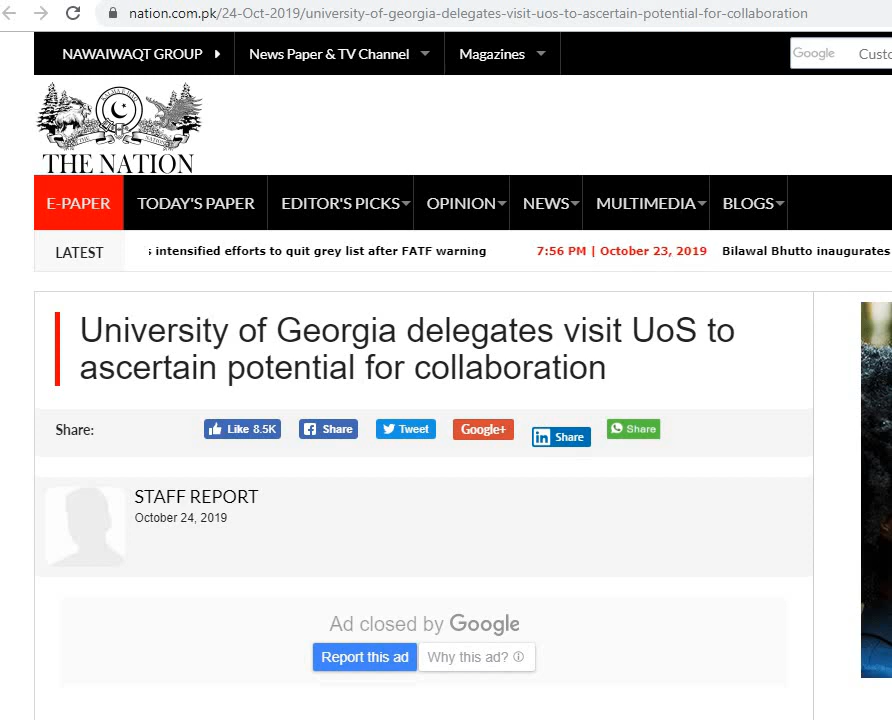 nation.com.pk/24-Oct-2019/university-of-georgia-delegates-visit-uos-to-ascertain-potential-for-collaboration
NAWAIWAQT GROUP News Paper & TV Channel Magazines Google Custo
THE NATION
E-PAPER TODAY'S PAPER EDITOR'S PICKS OPINION NEWS MULTIMEDIA BLOGS
LATEST s intensified efforts to quit grey list after FATF warning 7:56 PM | October 23, 2019 Bilawal Bhutto inaugurates
University of Georgia delegates visit UoS to
ascertain potential for collaboration
Share: Like 8.5K Share Tweet Google+ in Share Share
STAFF REPORT
October 24, 2019
Ad closed by Google
Report this ad Why this ad?